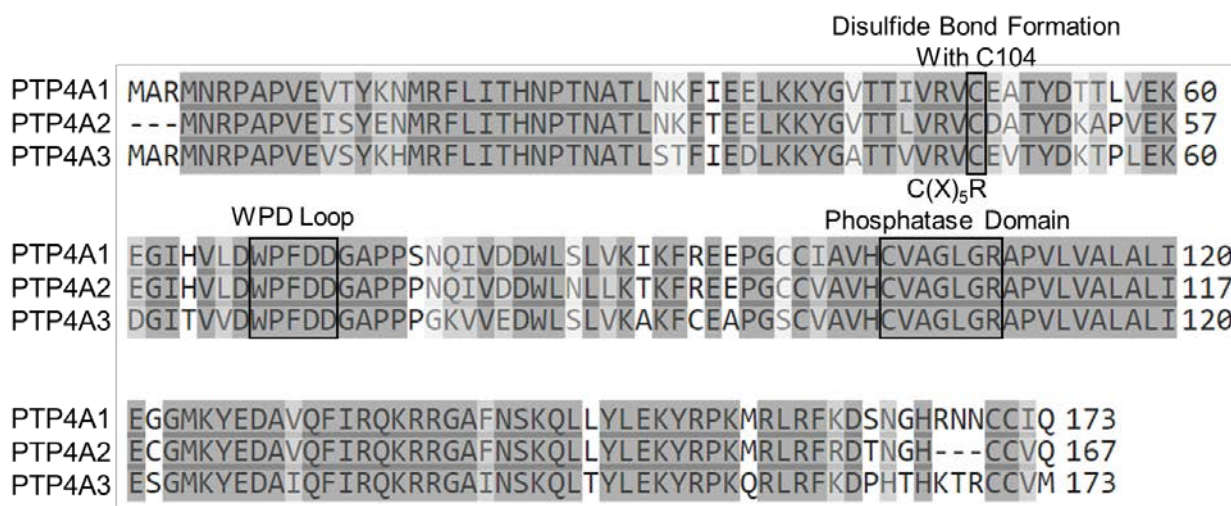 Disulfide Bond Formation
With C104
PTP4A1 MARMNRPAPVEVTYKNMRFLITHNPTNATLNKFIEELKKYGVTTIVRVCEATYDTTLVEK 60
PTP4A2 ---MNRPAPVEISYENMRFLITHNPTNATLNKFTEELKKYGVTTLVRVCDATYDKAPVEK 57
PTP4A3 MARMNRPAPVEVSYKHMRFLITHNPTNATLSTFIEDLKKYGATTVVRVCEVTYDKTPLEK 60
C(X)5R
WPD Loop Phosphatase Domain
PTP4A1 EGIHVLDWPFDDGAPPSNQIVDDWLSLVKIKFREEPGCCIAVHCVAGLGRAPVLVALALI 120
PTP4A2 EGIHVLDWPFDDGAPPPNQIVDDWLNLLKTKFREEPGCCVAVHCVAGLGRAPVLVALALI 117
PTP4A3 DGITVVDWPFDDGAPPPGKVVEDWLSLVKAKFCEAPGSCVAVHCVAGLGRAPVLVALALI 120
PTP4A1 EGGMKYEDAVQFIRQKRRGAFNSKQLLYLEKYRPKMRLRFKDSNGHRNNCCIQ 173
PTP4A2 ECGMKYEDAVQFIRQKRRGAFNSKQLLYLEKYRPKMRLRFRDTNGH---CCVQ 167
PTP4A3 ESGMKYEDAIQFIRQKRRGAINSKQLTYLEKYRPKQRLRFKDPHTHKTRCCVM 173